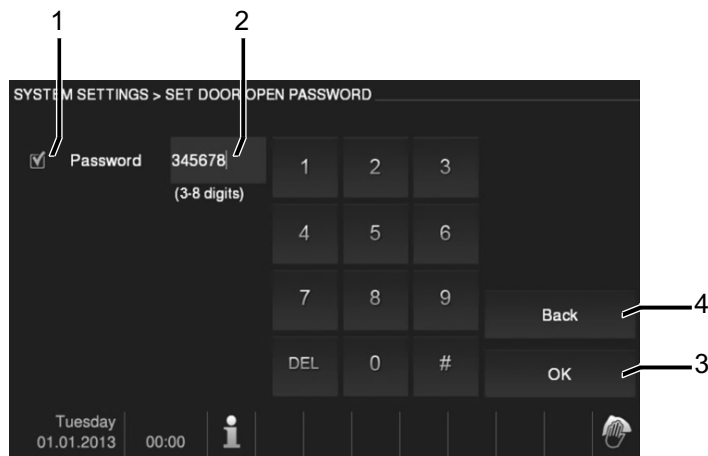 1 2
SYSTEM SETTINGS > SET DOOR OPEN PASSWORD
Password 345678 1 2 3
(3-8 digits)
4 5 6
7 8 9
Back 4
DEL 0 # OK 3
Tuesday
01.01.2013 00:00